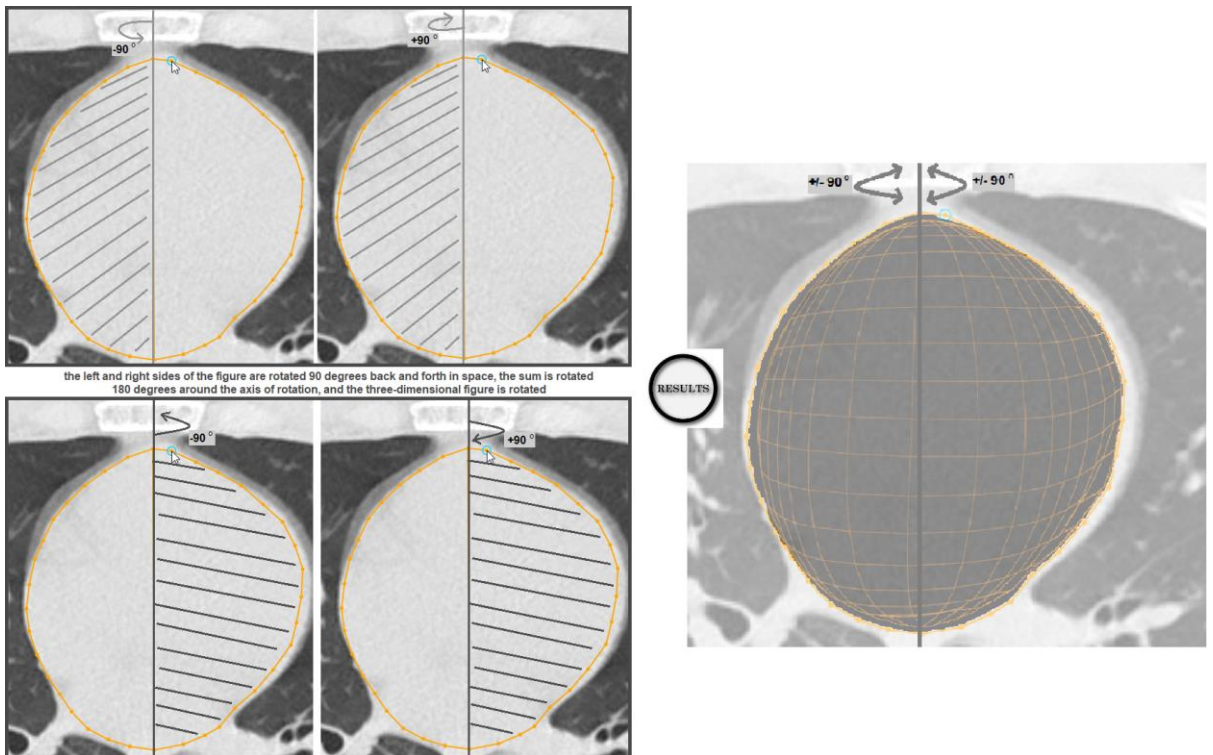 -90 °
+90 °
the left and right sides of the figure are rotated 90 degrees back and forth in space, the sum is rotated
180 degrees around the axis of rotation, and the three-dimensional figure is rotated
-90 °
+90 °
RESULTS
+/- 90 °
+/- 90 °